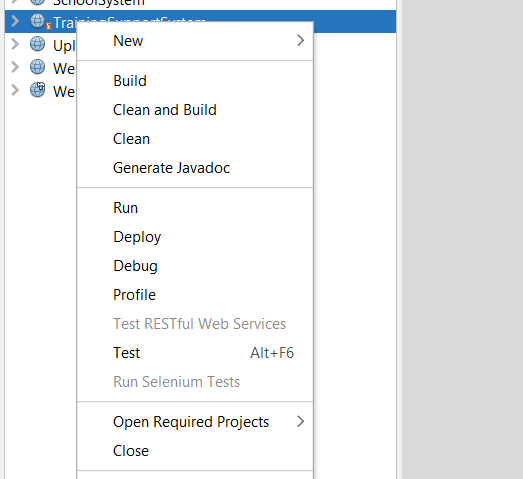 SchoolSystem
TrainingSupportSystem
New
Upl
We
Build
We
Clean and Build
Clean
Generate Javadoc
Run
Deploy
Debug
Profile
Test RESTful Web Services
Test Alt+F6
Run Selenium Tests
Open Required Projects
Close